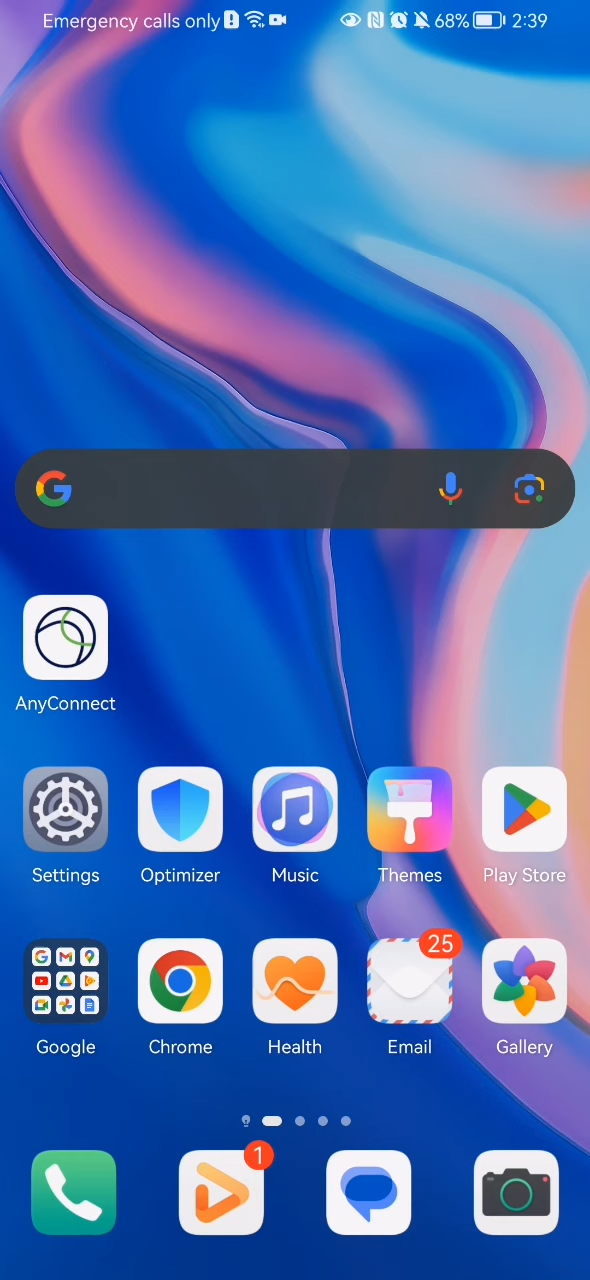 Emergency calls only 68% 2:39
AnyConnect
Settings Optimizer Music Themes Play Store
25
Google Chrome Health Email Gallery
1